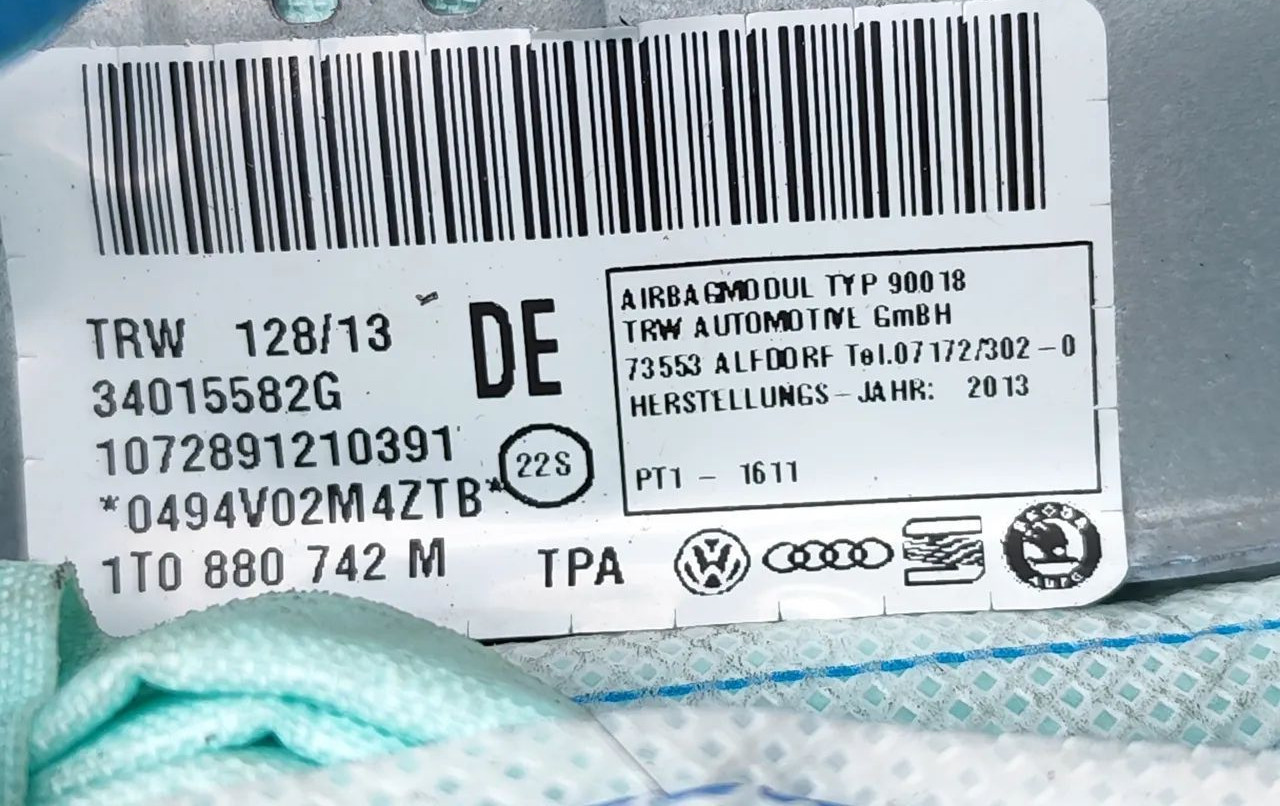 TRW 128/13
DE
34015582G
1072891210391
22S
*0494V02M4ZTB*
1T0 880 742 M TPA
AIRBAGMODUL TYP 90018
TRW AUTOMOTIVE GmBH
73553 ALFDORF Tel.07172/302-0
HERSTELLUNGS-JAHR: 2013
PT1 - 1611
SKODA